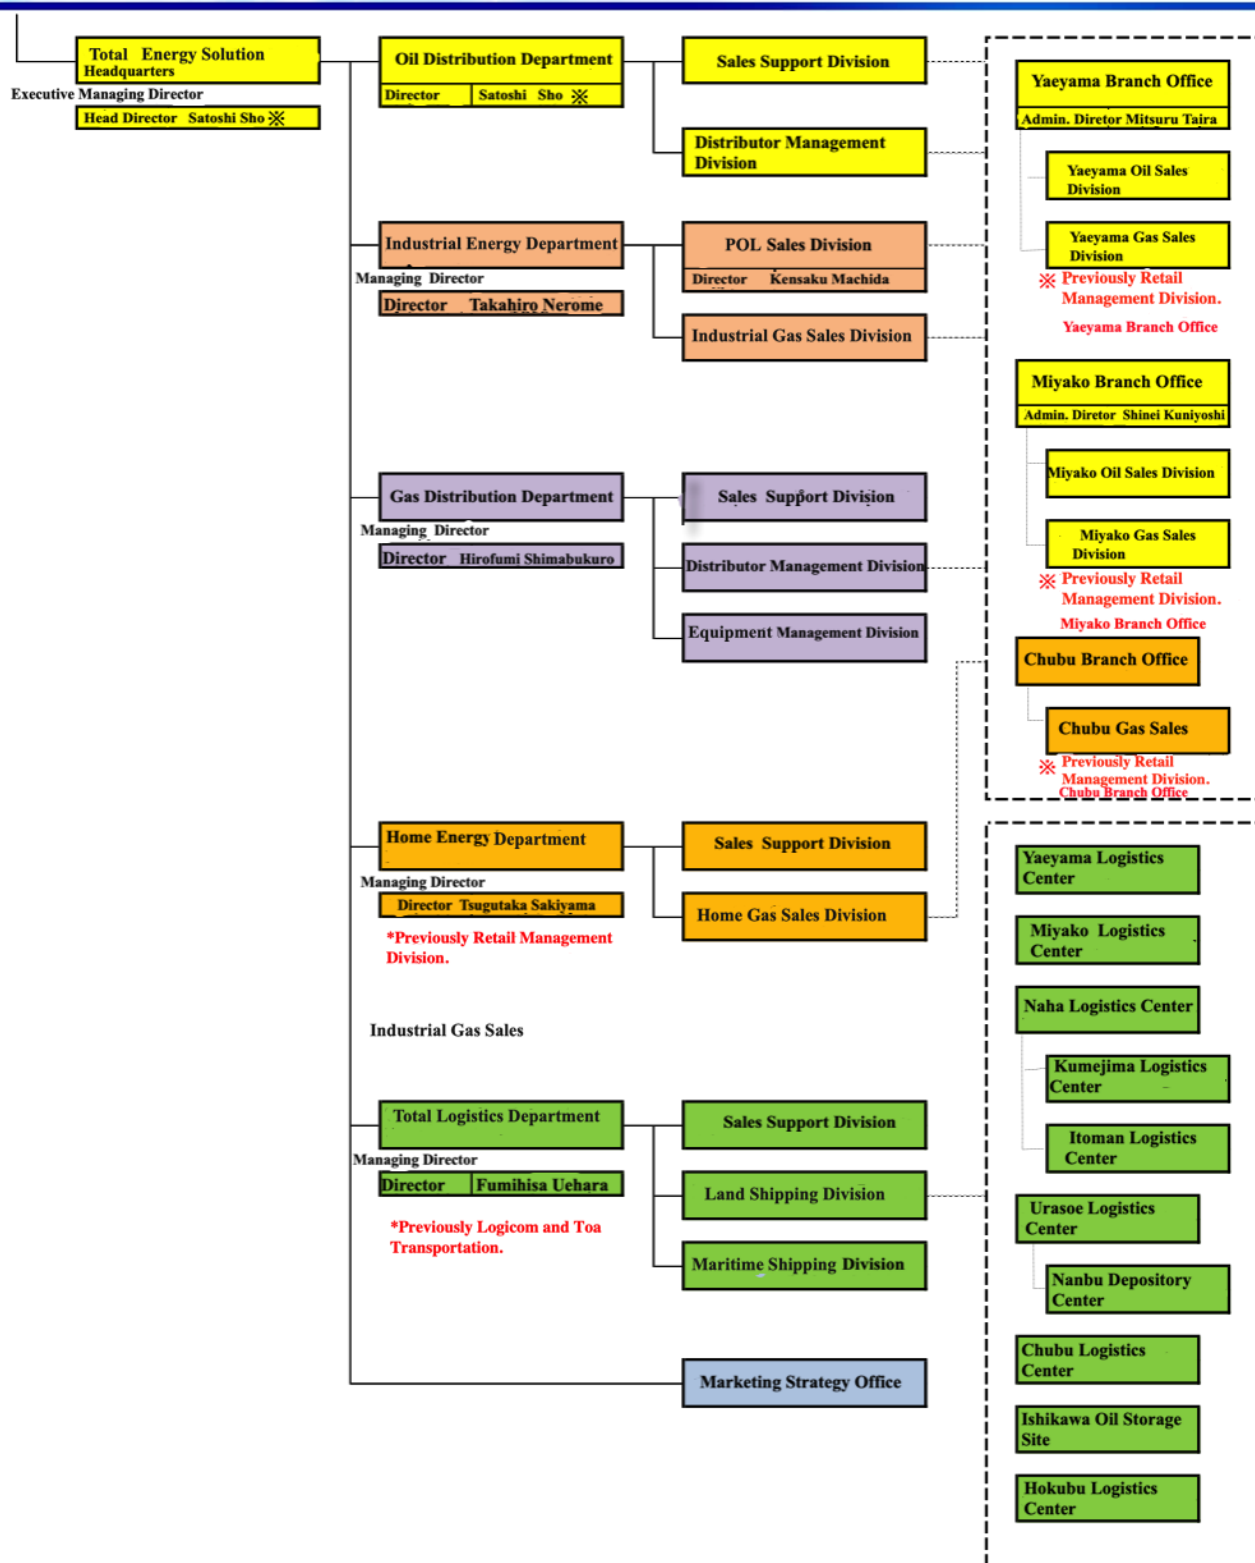 Total Energy Solution
Headquarters
Executive Managing Director
Head Director Satoshi Sho ※
Oil Distribution Department
Director Satoshi Sho ※
Sales Support Division
Distributor Management
Division
Industrial Energy Department
Managing Director
Director Takahiro Nerome
POL Sales Division
Director Kensaku Machida
Industrial Gas Sales Division
Gas Distribution Department
Managing Director
Director Hirofumi Shimabukuro
Sales Support Division
Distributor Management Division
Equipment Management Division
Home Energy Department
Managing Director
Director Tsugutaka Sakiyama
*Previously Retail Management
Division.
Sales Support Division
Home Gas Sales Division
Industrial Gas Sales
Total Logistics Department
Managing Director
Director Fumihisa Uehara
*Previously Logicom and Toa
Transportation.
Sales Support Division
Land Shipping Division
Maritime Shipping Division
Marketing Strategy Office
Yaeyama Branch Office
Admin. Diretor Mitsuru Taira
Yaeyama Oil Sales
Division
Yaeyama Gas Sales
Division
※ Previously Retail
Management Division.
Yaeyama Branch Office
Miyako Branch Office
Admin. Diretor Shinei Kuniyoshi
Miyako Oil Sales Division
Miyako Gas Sales
Division
※ Previously Retail
Management Division.
Miyako Branch Office
Chubu Branch Office
Chubu Gas Sales
※ Previously Retail
Management Division.
Chubu Branch Office
Yaeyama Logistics
Center
Miyako Logistics
Center
Naha Logistics Center
Kumejima Logistics
Center
Itoman Logistics
Center
Urasoe Logistics
Center
Nanbu Depository
Center
Chubu Logistics
Center
Ishikawa Oil Storage
Site
Hokubu Logistics
Center